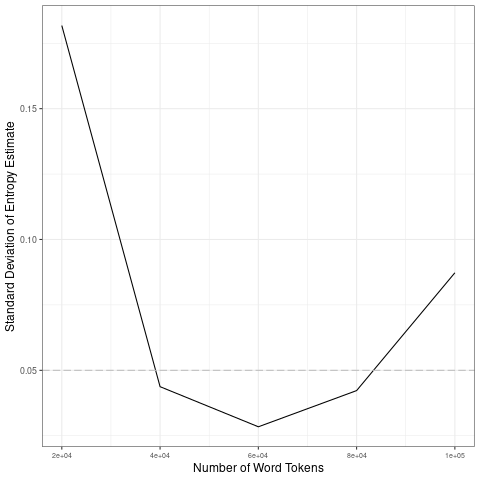 Standard Deviation of Entropy Estimate
0.15
0.10
0.05
2e+04 4e+04 6e+04 8e+04 1e+05
Number of Word Tokens